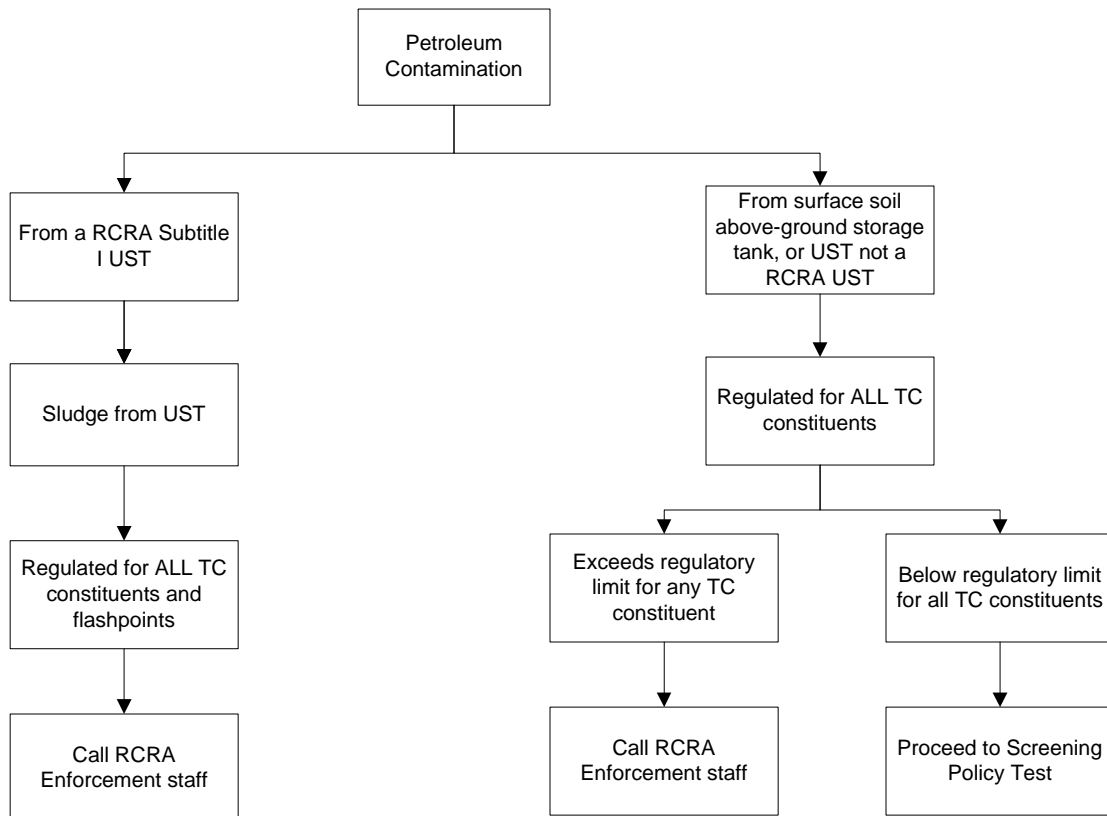 Petroleum
Contamination
From a RCRA Subtitle
I UST
From surface soil
above-ground storage
tank, or UST not a
RCRA UST
Sludge from UST
Regulated for ALL TC
constituents
Regulated for ALL TC
constituents and
flashpoints
Exceeds regulatory
limit for any TC
constituent
Below regulatory limit
for all TC constituents
Call RCRA
Enforcement staff
Call RCRA
Enforcement staff
Proceed to Screening
Policy Test